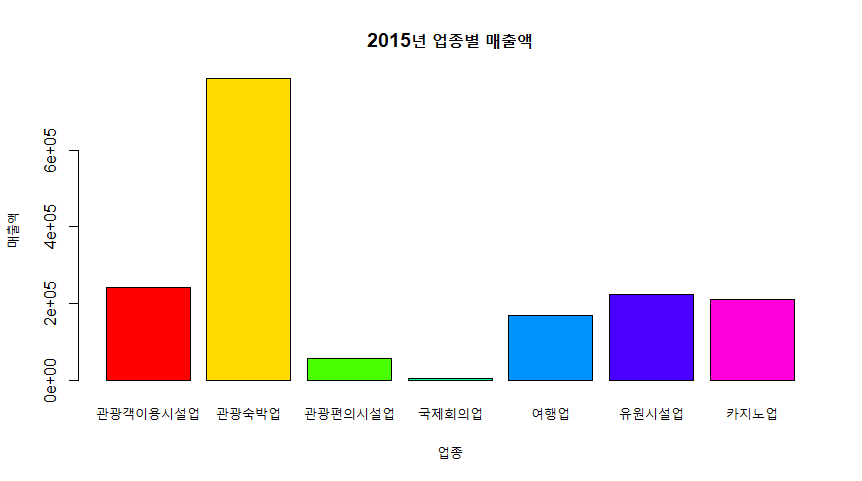 2015년 업종별 매출액
매출액
6e+05
4e+05
2e+05
0e+00
관광객이용시설업 관광숙박업 관광편의시설업 국제회의업 여행업 유원시설업 카지노업
업종